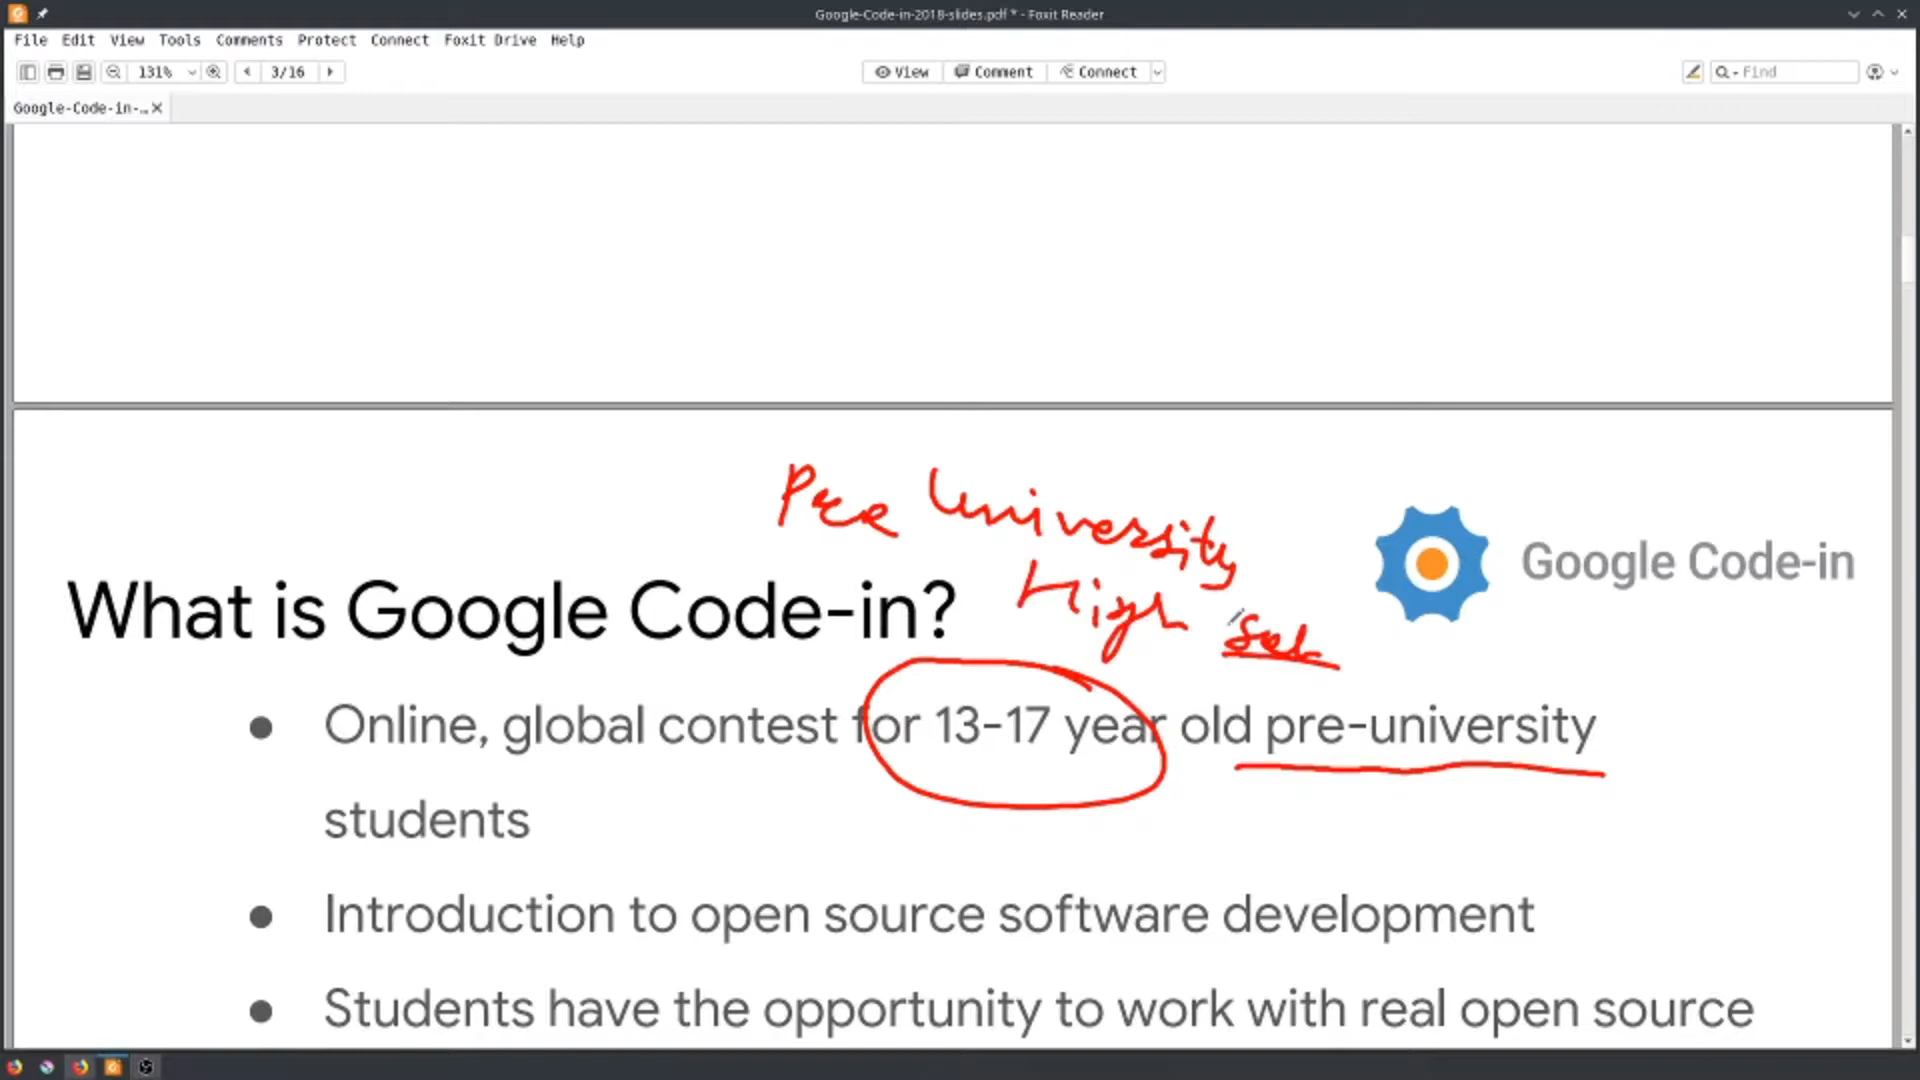 Google-Code-in-2018-slides.pdf * - Foxit Reader
File Edit View Tools Comments Protect Connect Foxit Drive Help
131% 3/16 View Comment Connect Find
Google-Code-in-…
Pre University
High Sch
Google Code-in
What is Google Code-in?
● Online, global contest for 13-17 year old pre-university
students
● Introduction to open source software development
● Students have the opportunity to work with real open source